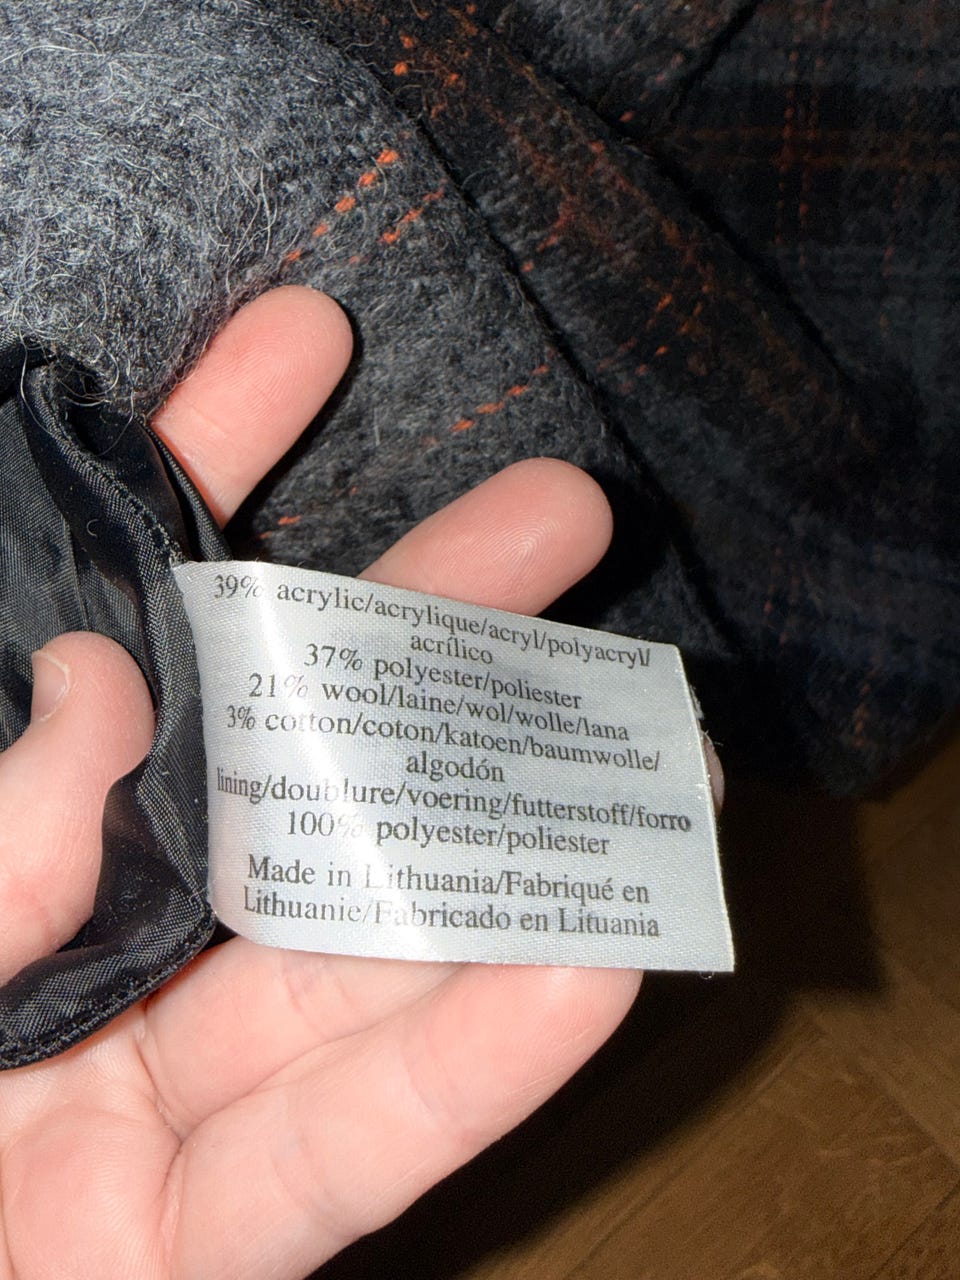 39% acrylic/acrylique/acryl/polyacryl/
acrílico
37% polyester/poliester
21% wool/laine/wol/wolle/lana
3% cotton/coton/katoen/baumwolle/
algodón
lining/doublure/voering/futterstoff/forro
100% polyester/poliester
Made in Lithuania/Fabriqué en
Lithuanie/Fabricado en Lituania